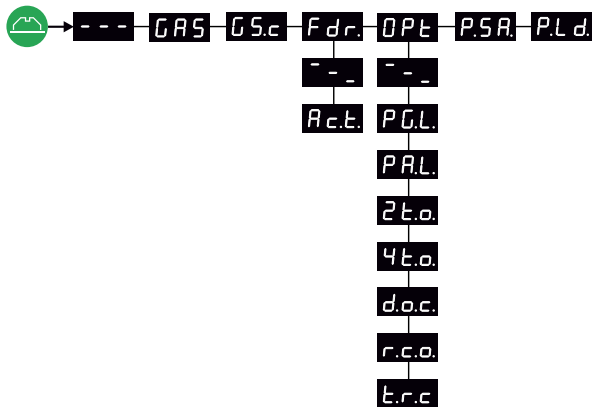 --- GAS GS.c Fdr. OPt P.SA. P.Ld.
‾-_ ‾-_
Ac.t. PG.L.
PA.L.
2t.o.
4t.o.
d.o.c.
r.c.o.
t.r.c